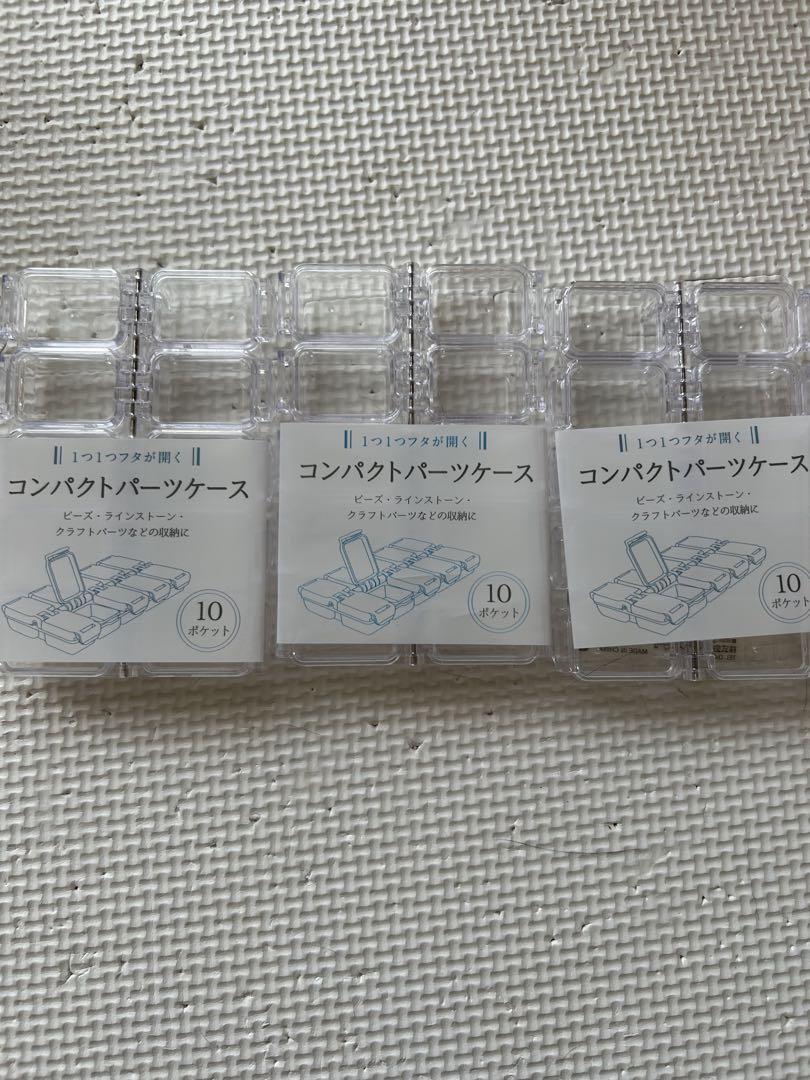 1つ1つフタが開く
コンパクトパーツケース
ビーズ・ラインストーン・
クラフトパーツなどの収納に
10
ポケット
1つ1つフタが開く
コンパクトパーツケース
ビーズ・ラインストーン・
クラフトパーツなどの収納に
10
ポケット
1つ1つフタが開く
コンパクトパーツケース
ビーズ・ラインストーン・
クラフトパーツなどの収納に
10
ポケット
MADE IN CHIN